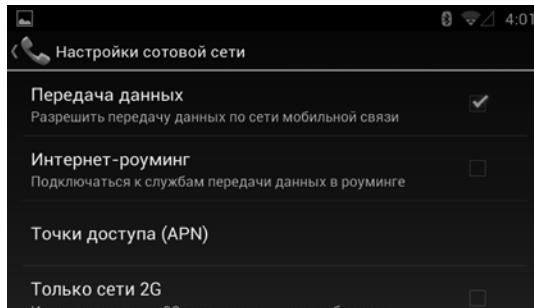 4:01
Настройки сотовой сети
Передача данных
Разрешить передачу данных по сети мобильной связи
Интернет-роуминг
Подключаться к службам передачи данных в роуминге
Точки доступа (APN)
Только сети 2G